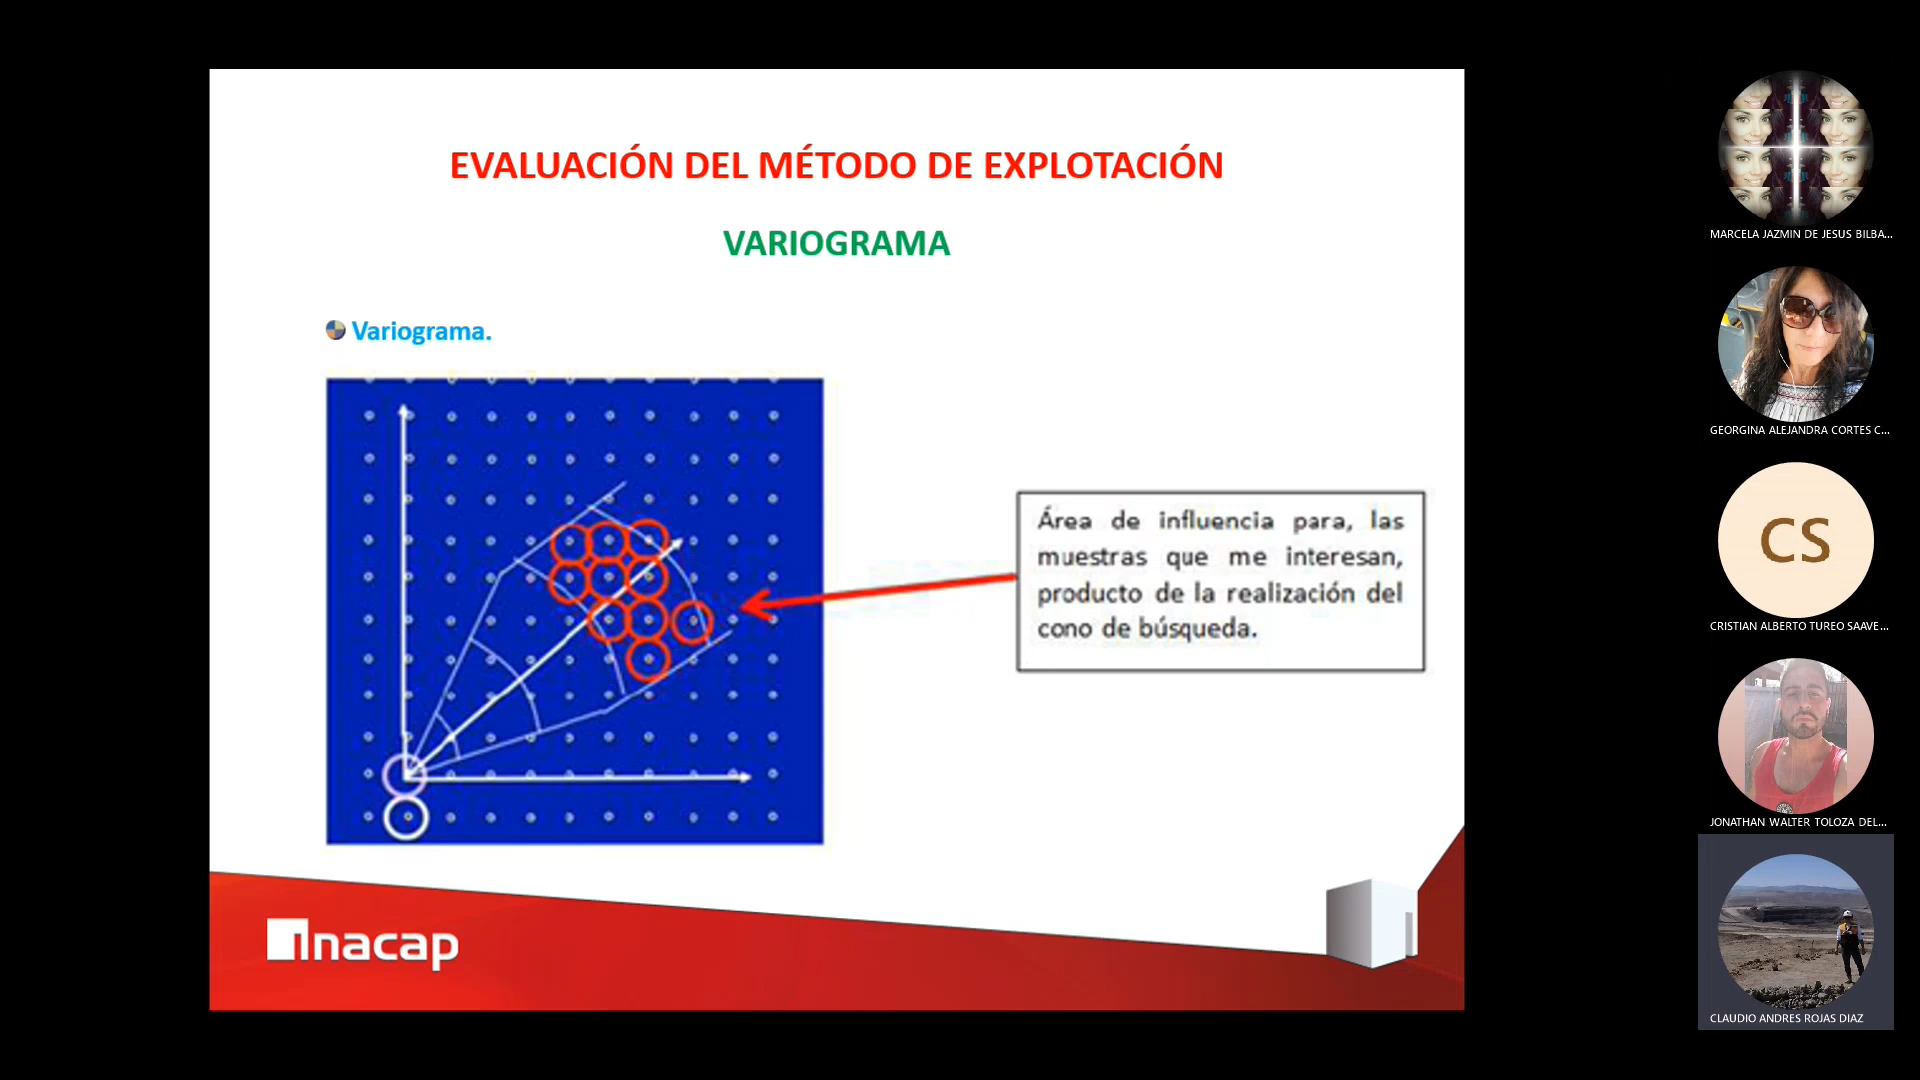 EVALUACIÓN DEL MÉTODO DE EXPLOTACIÓN
VARIOGRAMA
Variograma.
Área de influencia para, las
muestras que me interesan,
producto de la realización del
cono de búsqueda.
Inacap
MARCELA JAZMIN DE JESUS BILBA...
GEORGINA ALEJANDRA CORTES C...
CS
CRISTIAN ALBERTO TUREO SAAVE...
JONATHAN WALTER TOLOZA DEL...
CLAUDIO ANDRES ROJAS DIAZ